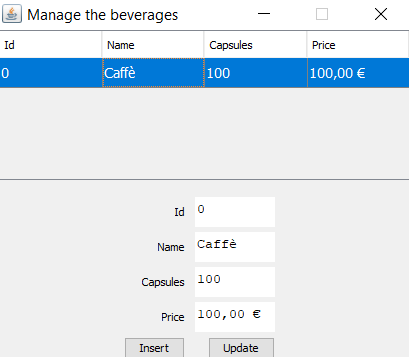 Manage the beverages
Id Name Capsules Price
0 Caffè 100 100,00 €
Id 0
Name Caffè
Capsules 100
Price 100,00 €
Insert Update